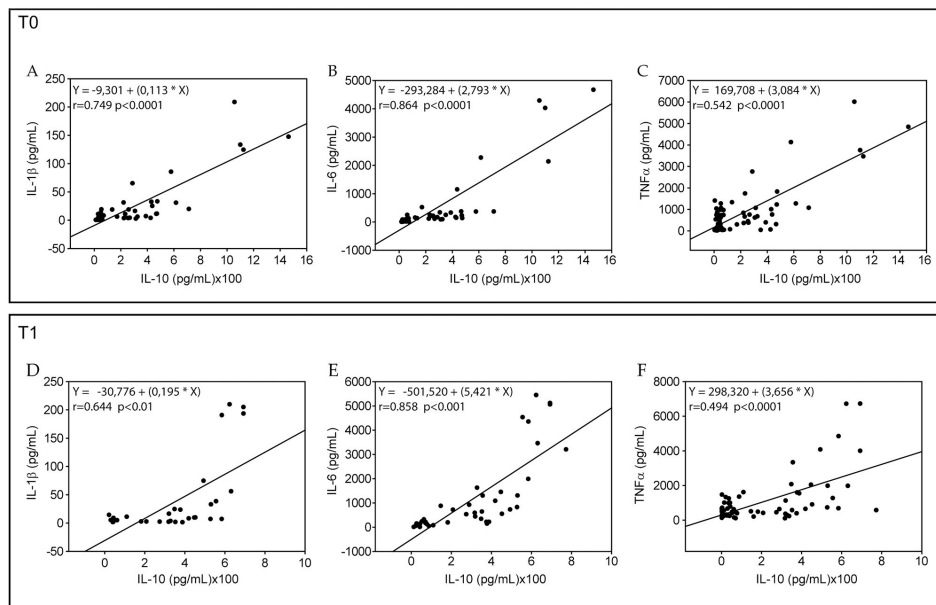 T0
A
Y = -9,301 + (0,113 * X)
r=0.749 p<0.0001
250
200
150
100
50
0
-50
IL-1β (pg/mL)
0 2 4 6 8 10 12 14 16
IL-10 (pg/mL)x100
B
Y = -293,284 + (2,793 * X)
r=0.864 p<0.0001
5000
4000
3000
2000
1000
0
-1000
IL-6 (pg/mL)
0 2 4 6 8 10 12 14 16
IL-10 (pg/mL)x100
C
Y = 169,708 + (3,084 * X)
r=0.542 p<0.0001
7000
6000
5000
4000
3000
2000
1000
0
-1000
TNFα (pg/mL)
0 2 4 6 8 10 12 14 16
IL-10 (pg/mL)x100
T1
D
Y = -30,776 + (0,195 * X)
r=0.644 p<0.01
250
200
150
100
50
0
-50
IL-1β (pg/mL)
0 2 4 6 8 10
IL-10 (pg/mL)x100
E
Y = -501,520 + (5,421 * X)
r=0.858 p<0.001
6000
5000
4000
3000
2000
1000
0
-1000
IL-6 (pg/mL)
0 2 4 6 8 10
IL-10 (pg/mL)x100
F
Y = 298,320 + (3,656 * X)
r=0.494 p<0.0001
8000
6000
4000
2000
0
TNFα (pg/mL)
0 2 4 6 8 10
IL-10 (pg/mL)x100